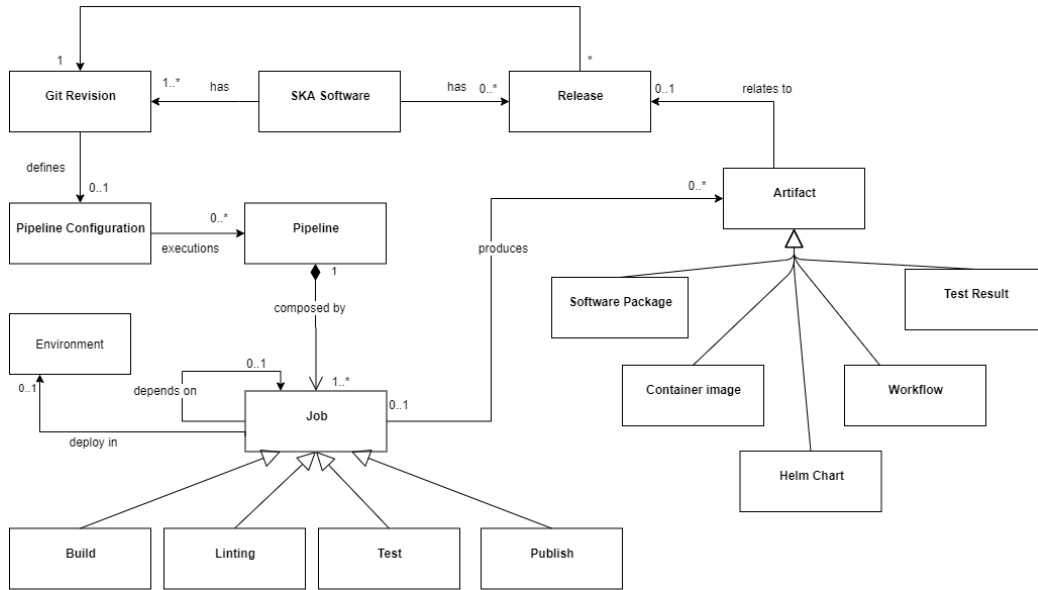 1
*
Git Revision
1..*
has
SKA Software
has
0..*
Release
0..1
relates to
defines
0..1
Pipeline Configuration
0..*
executions
Pipeline
1
composed by
produces
0..*
Artifact
Software Package
Test Result
Container image
Workflow
Helm Chart
Environment
0..1
deploy in
depends on
0..1
1..*
Job
0..1
Build
Linting
Test
Publish